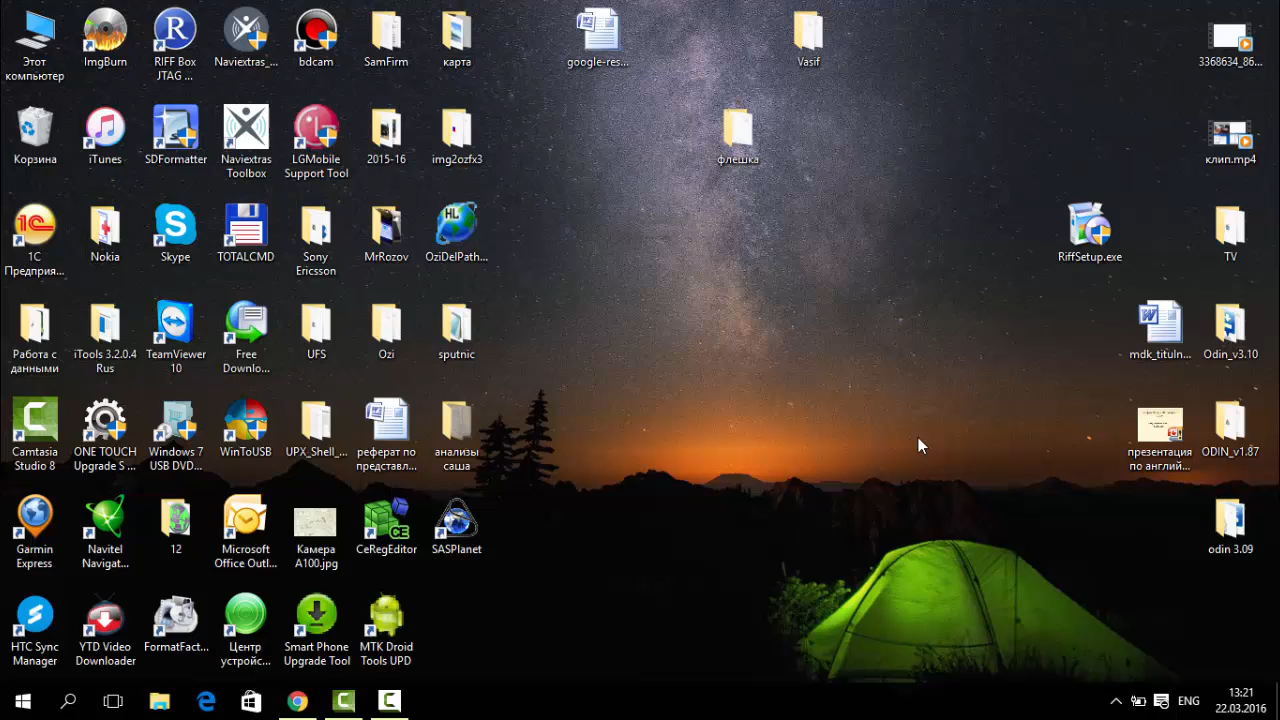 Этот
компьютер
ImgBurn
RIFF Box
JTAG ...
Naviextras_...
bdcam
SamFirm
карта
google-res...
Vasif
3368634_86...
Корзина
iTunes
SDFormatter
Naviextras
Toolbox
LGMobile
Support Tool
2015-16
img2ozfx3
флешка
клип.mp4
1С
Предприя...
Nokia
Skype
TOTALCMD
Sony
Ericsson
MrRozov
OziDelPath...
RiffSetup.exe
TV
Работа с
данными
iTools 3.2.0.4
Rus
TeamViewer
10
Free
Downlo...
UFS
Ozi
sputnic
mdk_tituln...
Odin_v3.10
Camtasia
Studio 8
ONE TOUCH
Upgrade S ...
Windows 7
USB DVD...
WinToUSB
UPX_Shell_...
реферат по
представл...
анализы
саша
презентация
по англий...
ODIN_v1.87
Garmin
Express
Navitel
Navigat...
12
Microsoft
Office Outl...
Камера
A100.jpg
CeRegEditor
SASPlanet
odin 3.09
HTC Sync
Manager
YTD Video
Downloader
FormatFact...
Центр
устройс...
Smart Phone
Upgrade Tool
MTK Droid
Tools UPD
ENG
13:21
22.03.2016